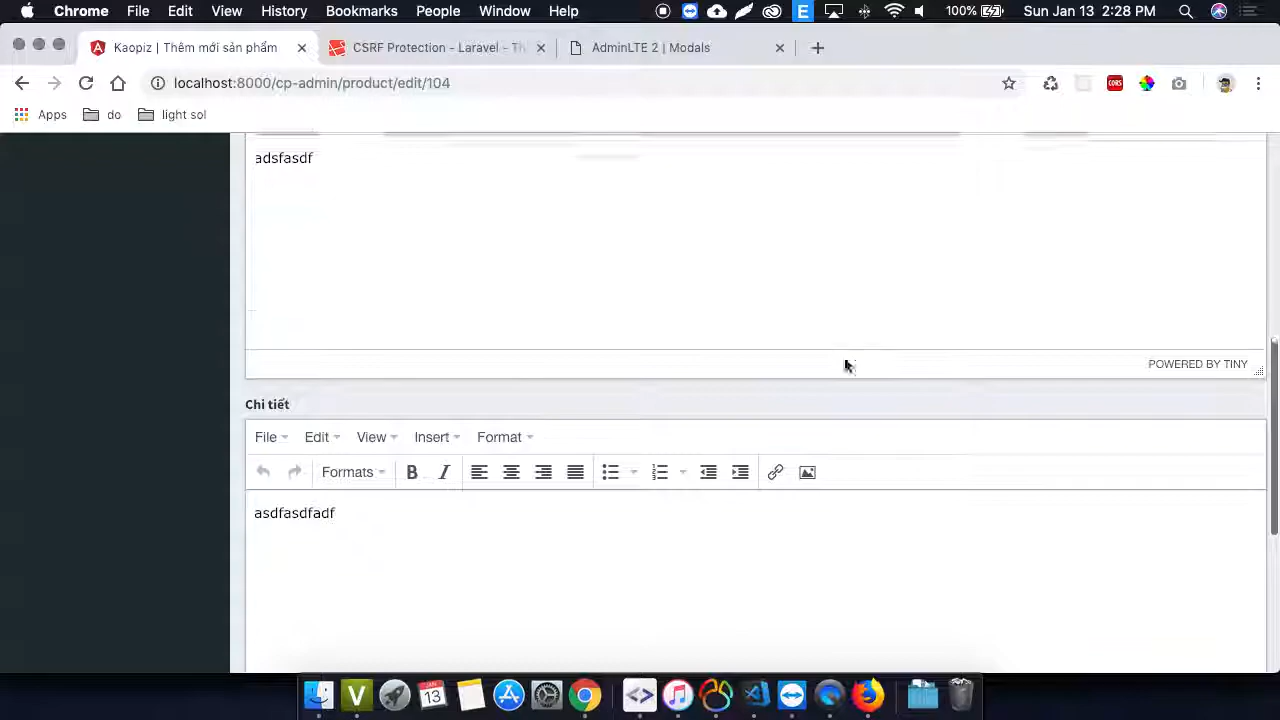 Chrome File Edit View History Bookmarks People Window Help 100% Sun Jan 13 2:28 PM
Kaopiz | Thêm mới sản phẩm CSRF Protection - Laravel - Th AdminLTE 2 | Modals
localhost:8000/cp-admin/product/edit/104 CORS
Apps do light sol
adsfasdf
POWERED BY TINY
Chi tiết
File Edit View Insert Format
Formats B I
asdfasdfadf
13